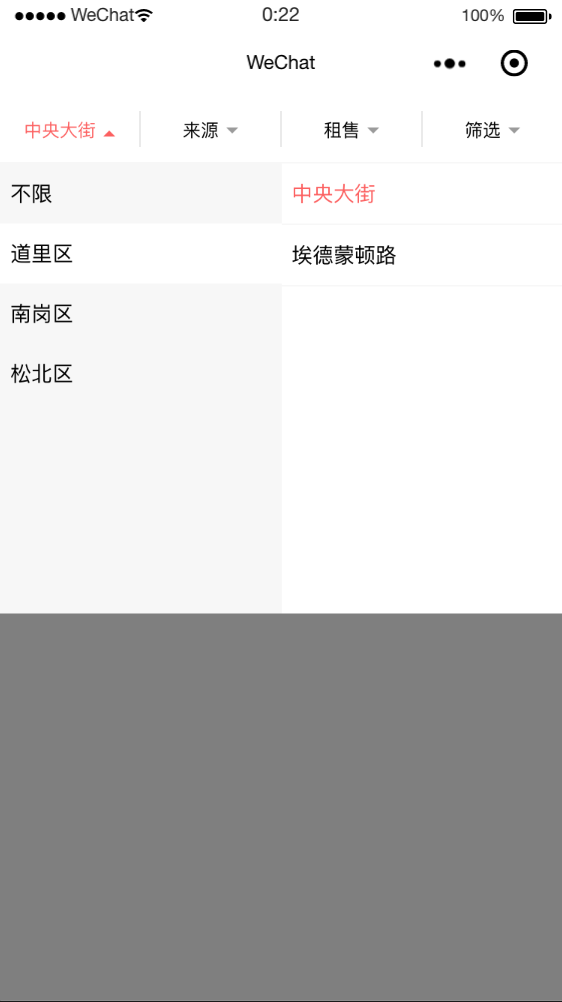 WeChat 0:22 100%
WeChat
中央大街 来源 租售 筛选
不限 中央大街
道里区 埃德蒙顿路
南岗区
松北区